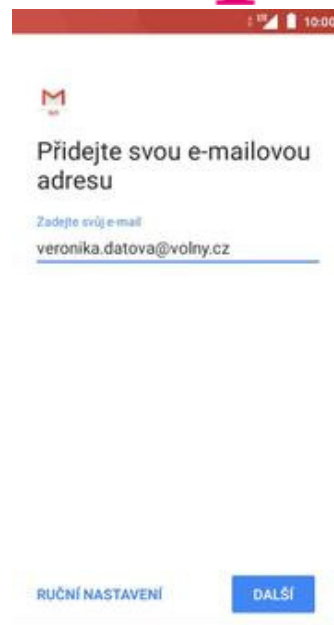 10:00
Přidejte svou e-mailovou
adresu
Zadejte svůj e-mail
veronika.datova@volny.cz
RUČNÍ NASTAVENÍ
DALŠÍ